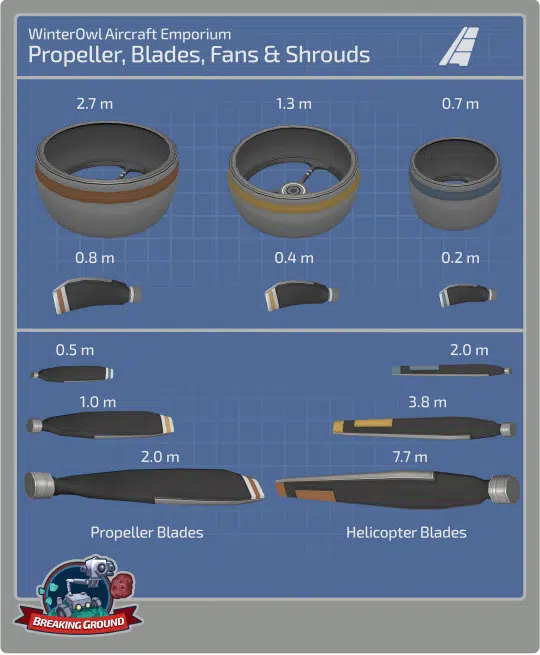 WinterOwl Aircraft Emporium
Propeller, Blades, Fans & Shrouds
2.7 m
1.3 m
0.7 m
0.8 m
0.4 m
0.2 m
0.5 m
2.0 m
1.0 m
3.8 m
2.0 m
7.7 m
Propeller Blades
Helicopter Blades
BREAKING GROUND